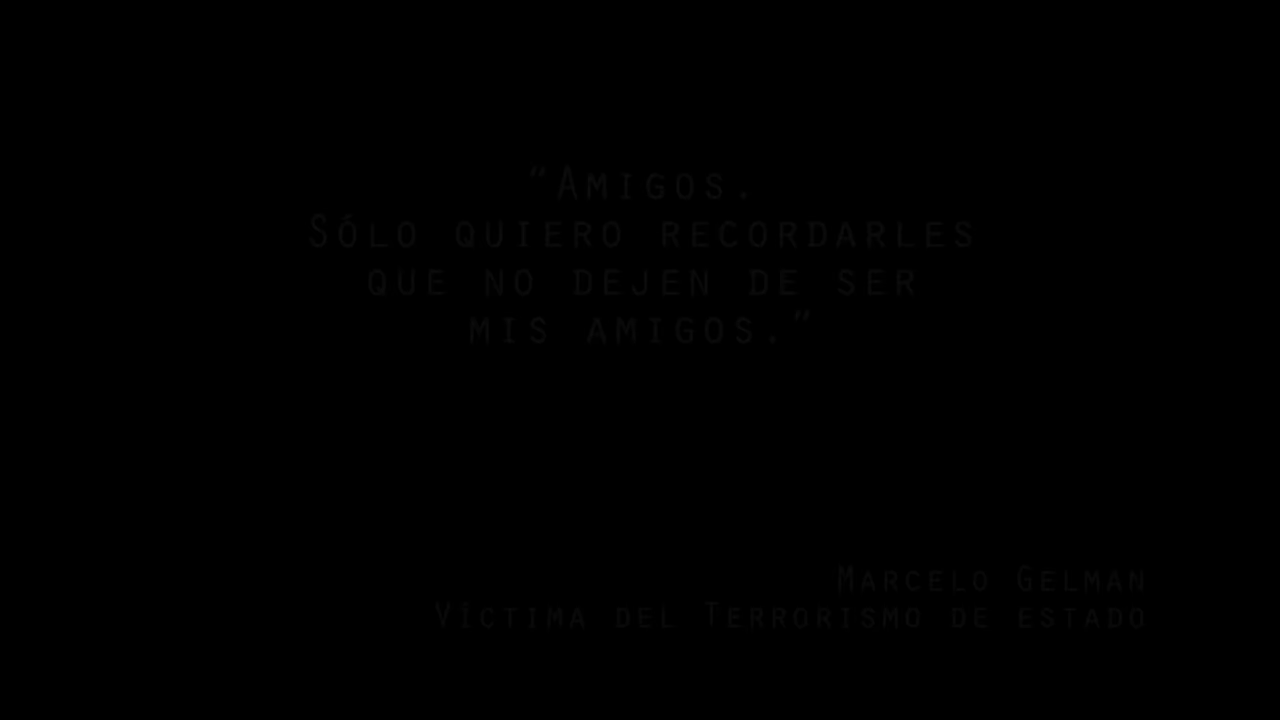 “Amigos.
Sólo quiero recordarles
que no dejen de ser
mis amigos.”
Marcelo Gelman
Víctima del Terrorismo de estado